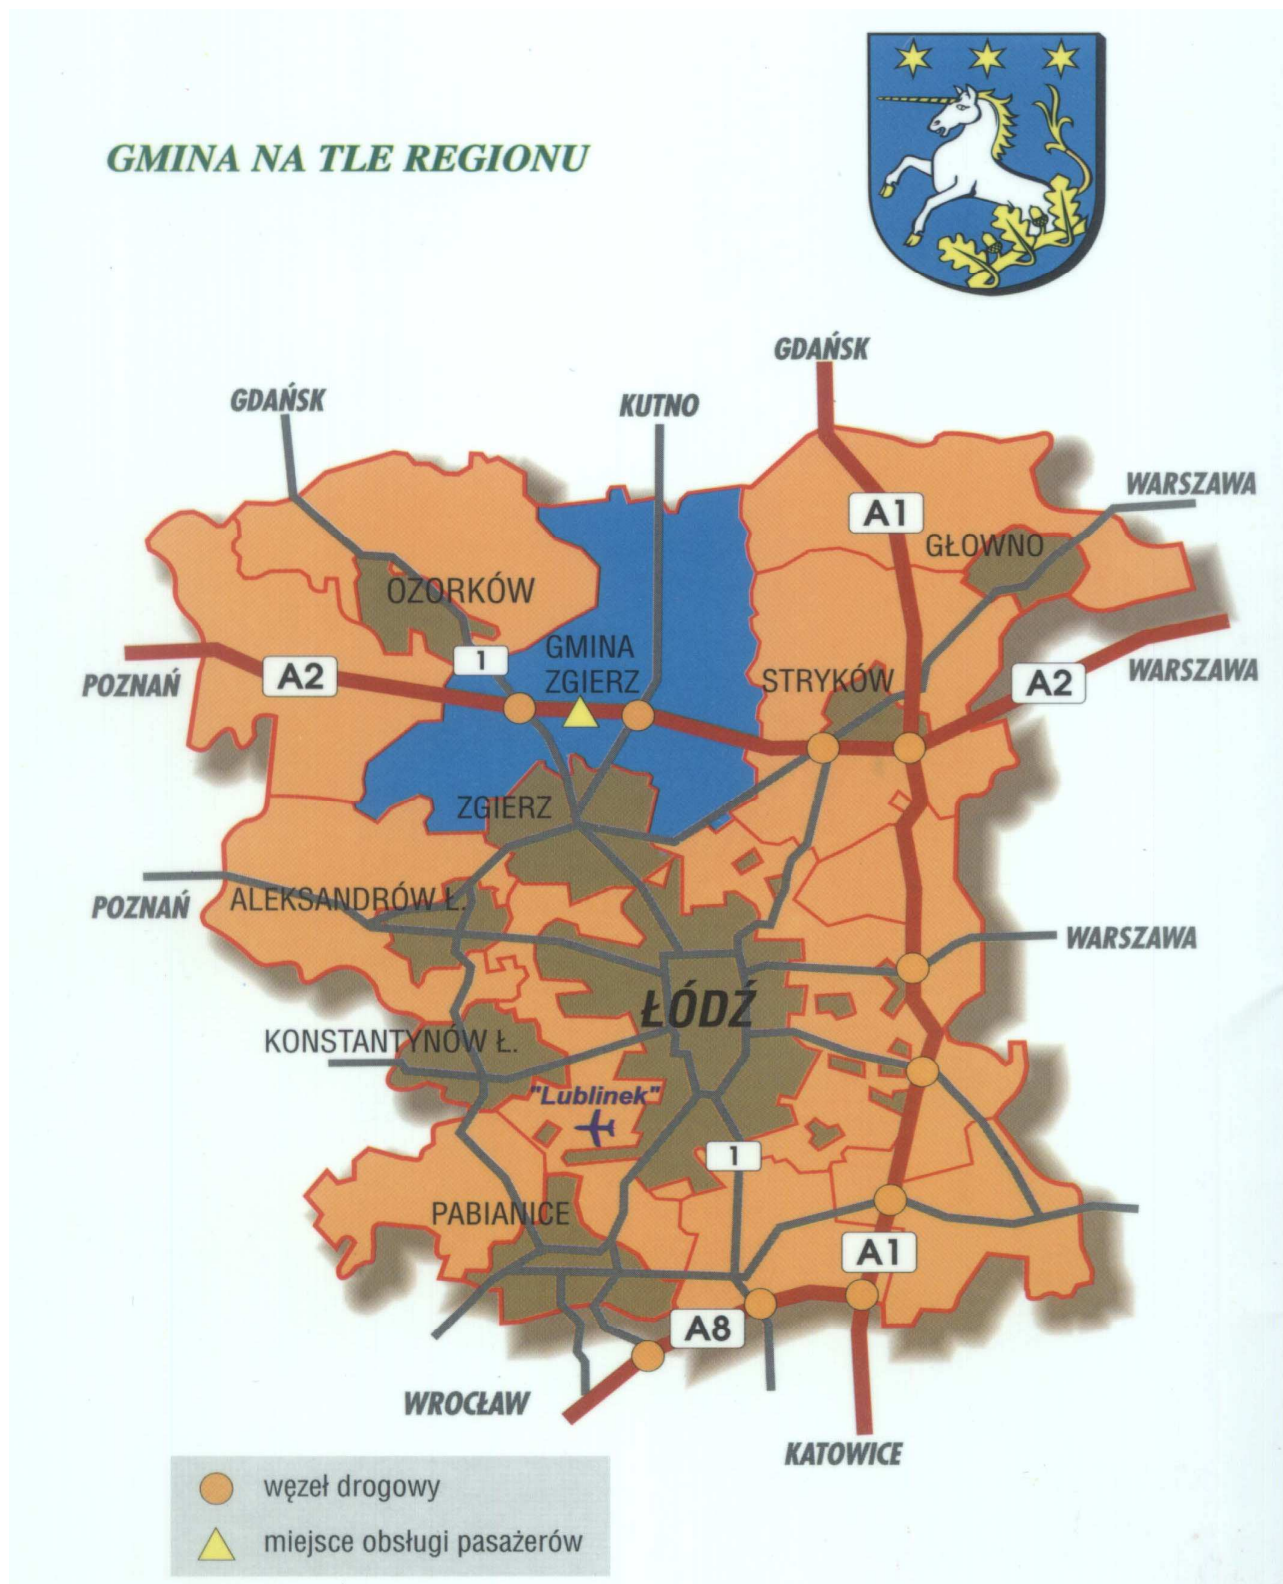 GMINA NA TLE REGIONU
GDAŃSK
GDAŃSK
KUTNO
WARSZAWA
A1
GŁOWNO
OZORKÓW
GMINA
ZGIERZ
1
A2
POZNAŃ
STRYKÓW
A2
WARSZAWA
ZGIERZ
POZNAŃ
ALEKSANDRÓW Ł.
WARSZAWA
ŁÓDŹ
KONSTANTYNÓW Ł.
"Lublinek"
1
PABIANICE
A1
A8
WROCŁAW
KATOWICE
węzeł drogowy
miejsce obsługi pasażerów